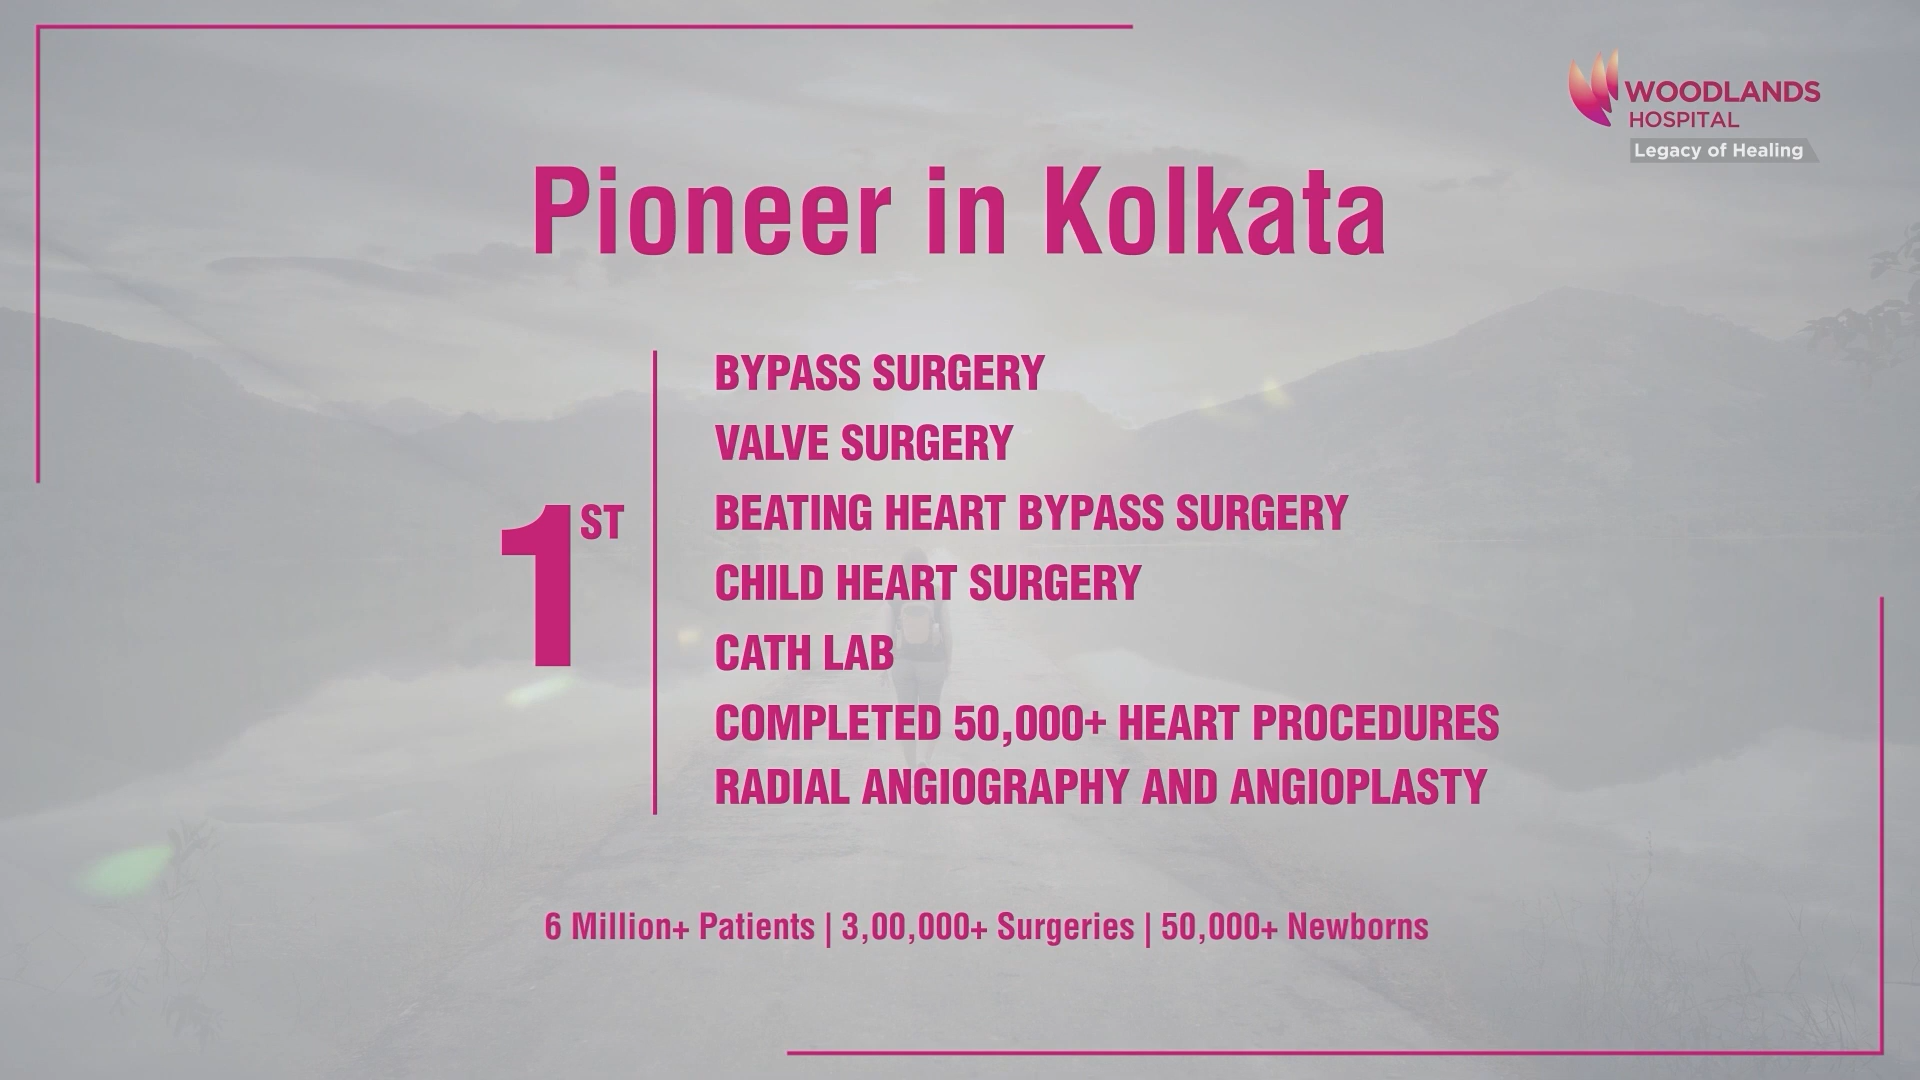 WOODLANDS
HOSPITAL
Legacy of Healing
Pioneer in Kolkata
1ST
BYPASS SURGERY
VALVE SURGERY
BEATING HEART BYPASS SURGERY
CHILD HEART SURGERY
CATH LAB
COMPLETED 50,000+ HEART PROCEDURES
RADIAL ANGIOGRAPHY AND ANGIOPLASTY
6 Million+ Patients | 3,00,000+ Surgeries | 50,000+ Newborns